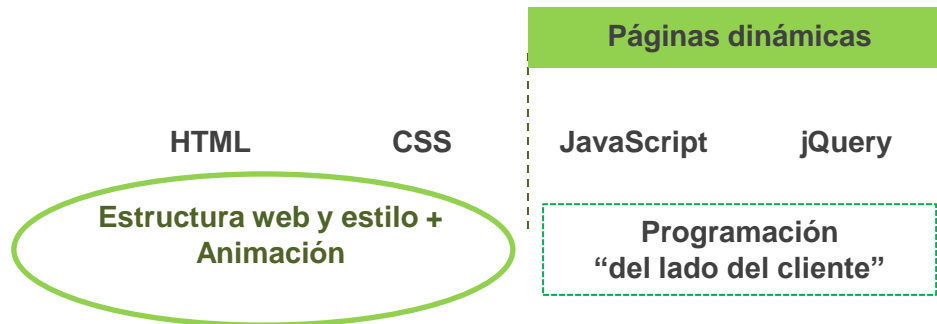 Páginas dinámicas
HTML CSS JavaScript jQuery
Estructura web y estilo +
Animación
Programación
“del lado del cliente”